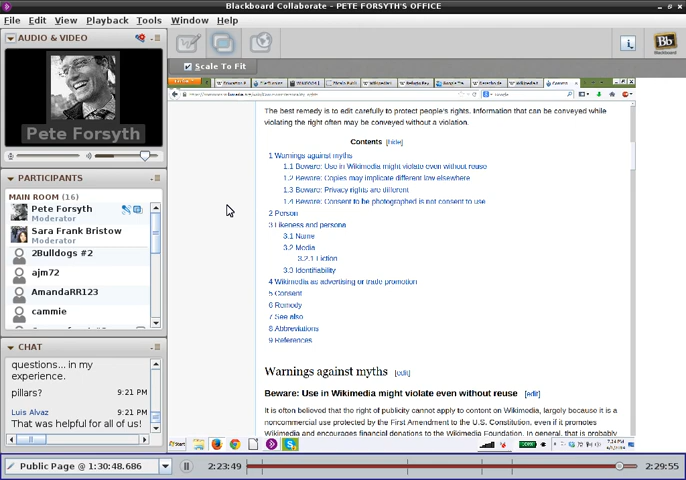 Blackboard Collaborate - PETE FORSYTH'S OFFICE
File Edit View Playback Tools Window Help
AUDIO & VIDEO
Pete Forsyth
PARTICIPANTS
MAIN ROOM (16)
Pete Forsyth
Moderator
Sara Frank Bristow
Moderator
2Bulldogs #2
ajm72
AmandaRR123
cammie
CHAT
questions... in my
experience.
9:21 PM
pillars?
Luis Alvaz 9:21 PM
That was helpful for all of us!
Scale To Fit
Bb
The best remedy is to edit carefully to protect people's rights. Information that can be conveyed while
violating the right often may be conveyed without a violation.
Contents [hide]
1 Warnings against myths
1.1 Beware: Use in Wikimedia might violate even without reuse
1.2 Beware: Copies may implicate different law elsewhere
1.3 Beware: Privacy rights are different
1.4 Beware: Consent to be photographed is not consent to use
2 Person
3 Likeness and persona
3.1 Name
3.2 Media
3.2.1 Fiction
3.3 Identifiability
4 Wikimedia as advertising or trade promotion
5 Consent
6 Remedy
7 See also
8 Abbreviations
9 References
Warnings against myths [edit]
Beware: Use in Wikimedia might violate even without reuse [edit]
It is often believed that the right of publicity cannot apply to content on Wikimedia, largely because it is a
noncommercial use protected by the First Amendment to the U.S. Constitution, even if it promotes
Wikimedia and encourages financial donations to the Wikimedia Foundation. In general, that is probably
Start
7:24 PM
Public Page @ 1:30:48.686
2:23:49
2:29:55